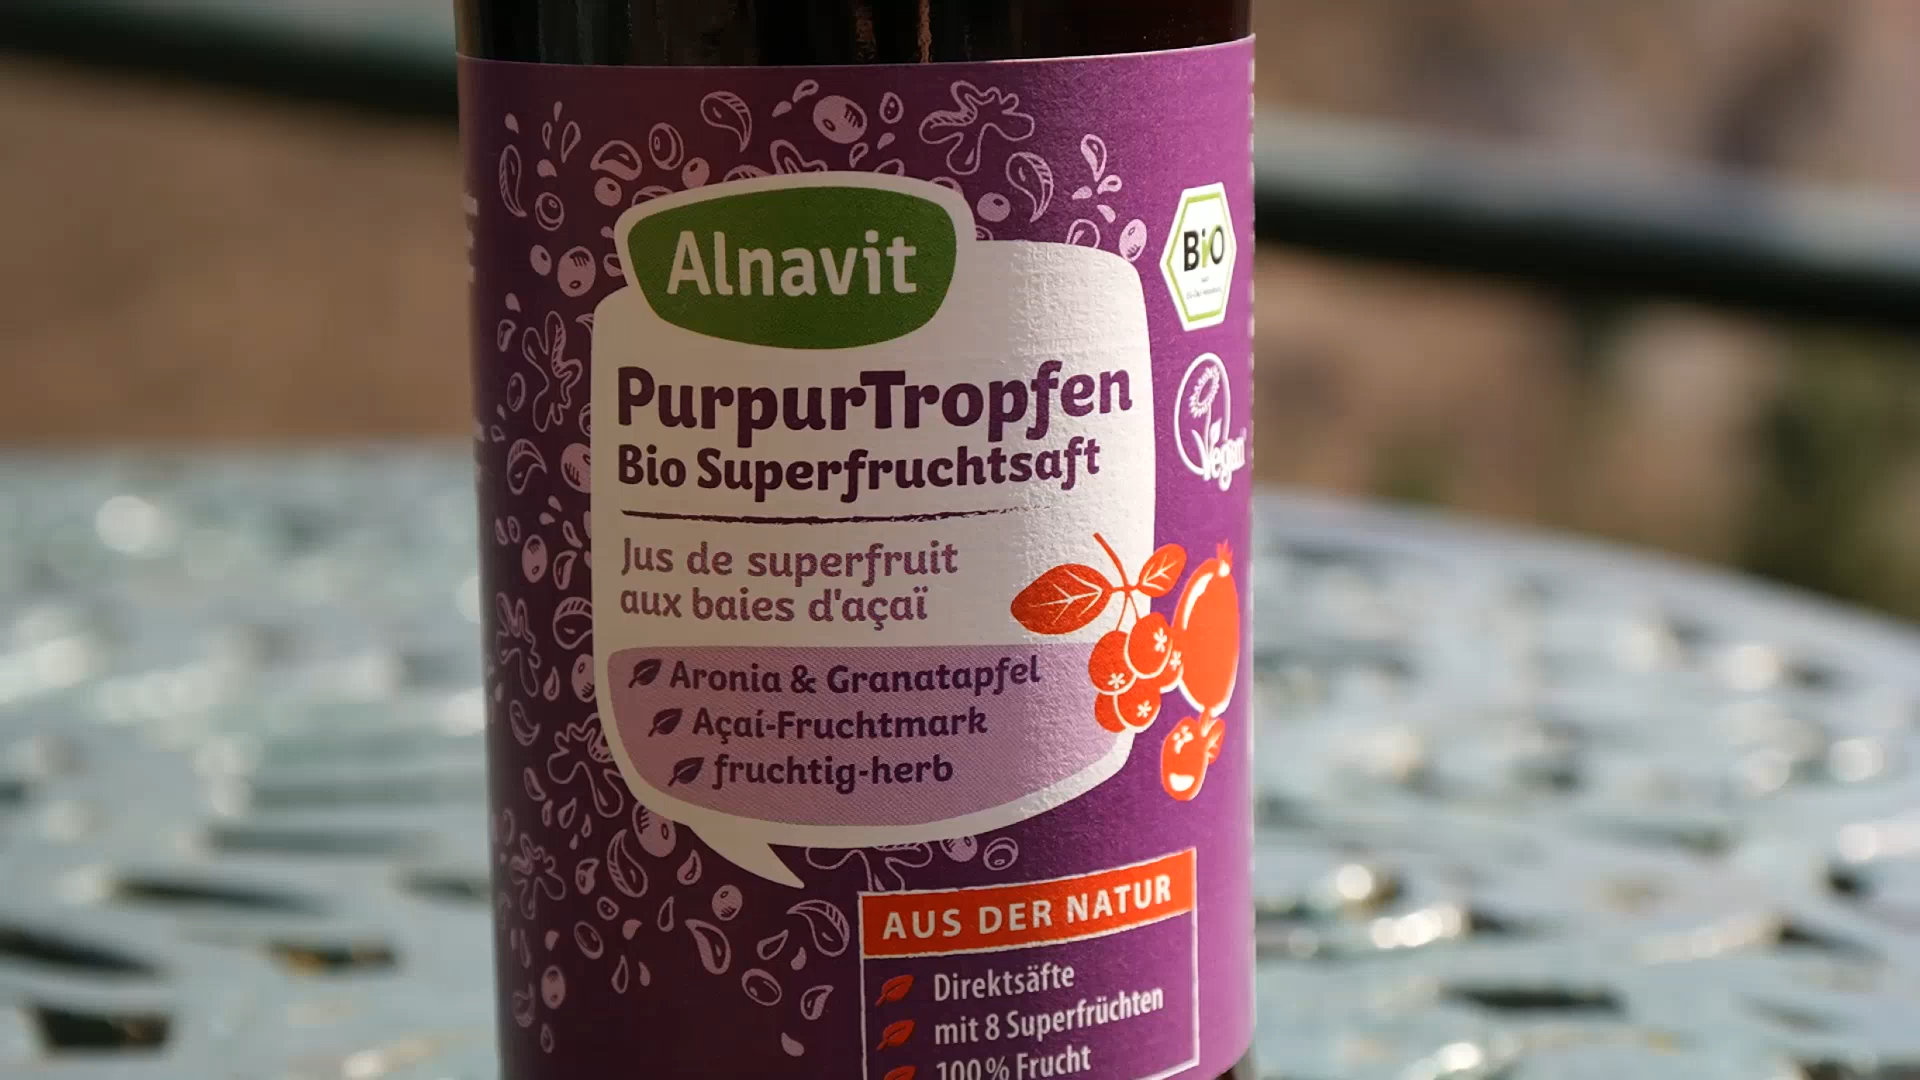 Alnavit
PurpurTropfen
Bio Superfruchtsaft
Jus de superfruit
aux baies d'açaï
Aronia & Granatapfel
Açaí-Fruchtmark
fruchtig-herb
Bio
Vegan
AUS DER NATUR
Direktsäfte
mit 8 Superfrüchten
100% Frucht